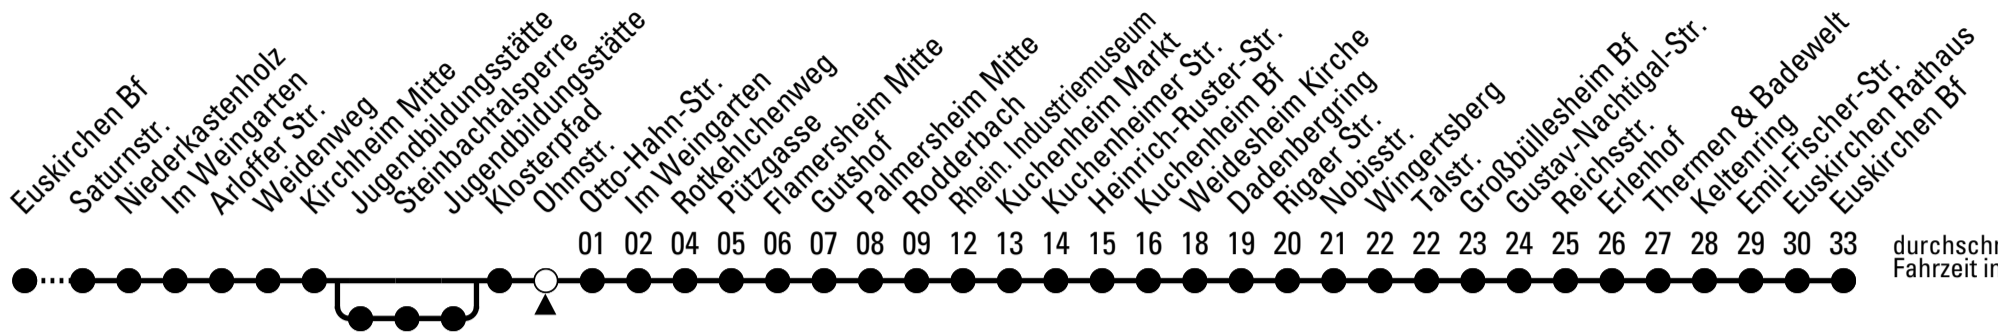 Euskirchen Bf
Saturnstr.
Niederkastenholz
Im Weingarten
Arloffer Str.
Weidenweg
Kirchheim Mitte
Jugendbildungsstätte
Steinbachtalsperre
Jugendbildungsstätte
Klosterpfad
Ohmstr.
Otto-Hahn-Str.
Im Weingarten
Rotkehlchenweg
Pützgasse
Flamersheim Mitte
Gutshof
Palmersheim Mitte
Rodderbach
Rhein. Industriemuseum
Kuchenheim Markt
Kuchenheimer Str.
Heinrich-Ruster-Str.
Kuchenheim Bf
Weidesheim Kirche
Dadenbergring
Rigaer Str.
Nobisstr.
Wingertsberg
Talstr.
Großbüllesheim Bf
Gustav-Nachtigal-Str.
Reichsstr.
Erlenhof
Thermen & Badewelt
Keltenring
Emil-Fischer-Str.
Euskirchen Rathaus
Euskirchen Bf
01 02 04 05 06 07 08 09 12 13 14 15 16 18 19 20 21 22 22 23 24 25 26 27 28 29 30 33
durchschn
Fahrzeit in